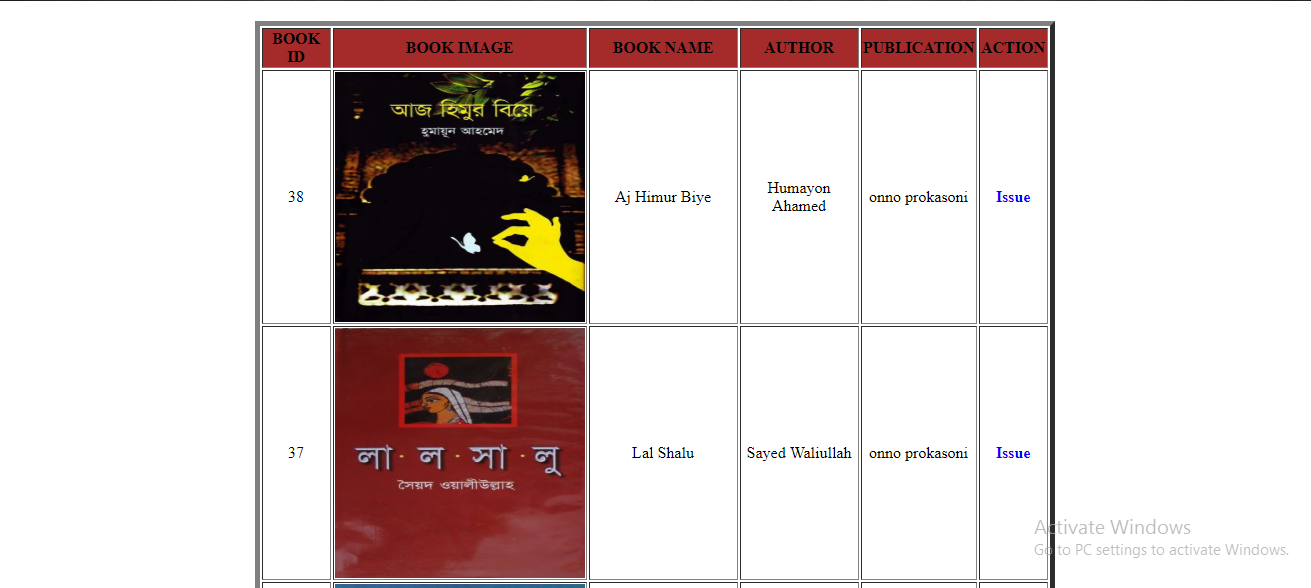 BOOK
ID
BOOK IMAGE
BOOK NAME
AUTHOR
PUBLICATION
ACTION
38
আজ হিমুর বিয়ে
হুমায়ূন আহমেদ
Aj Himur Biye
Humayon
Ahamed
onno prokasoni
Issue
37
লা · ল · সা · লু
সৈয়দ ওয়ালীউল্লাহ
Lal Shalu
Sayed Waliullah
onno prokasoni
Issue
Activate Windows
Go to PC settings to activate Windows.